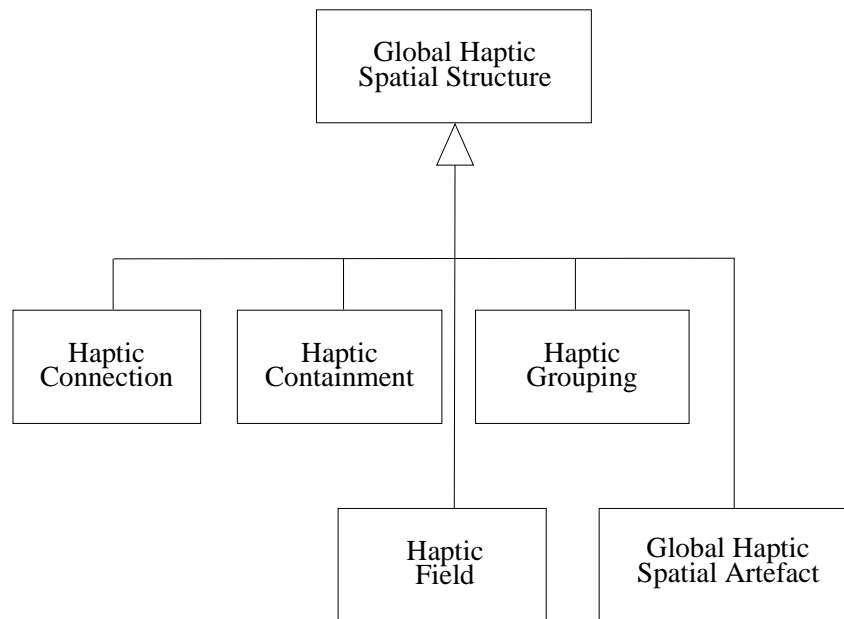 Global Haptic
Spatial Structure
Haptic
Connection
Haptic
Containment
Haptic
Grouping
Haptic
Field
Global Haptic
Spatial Artefact